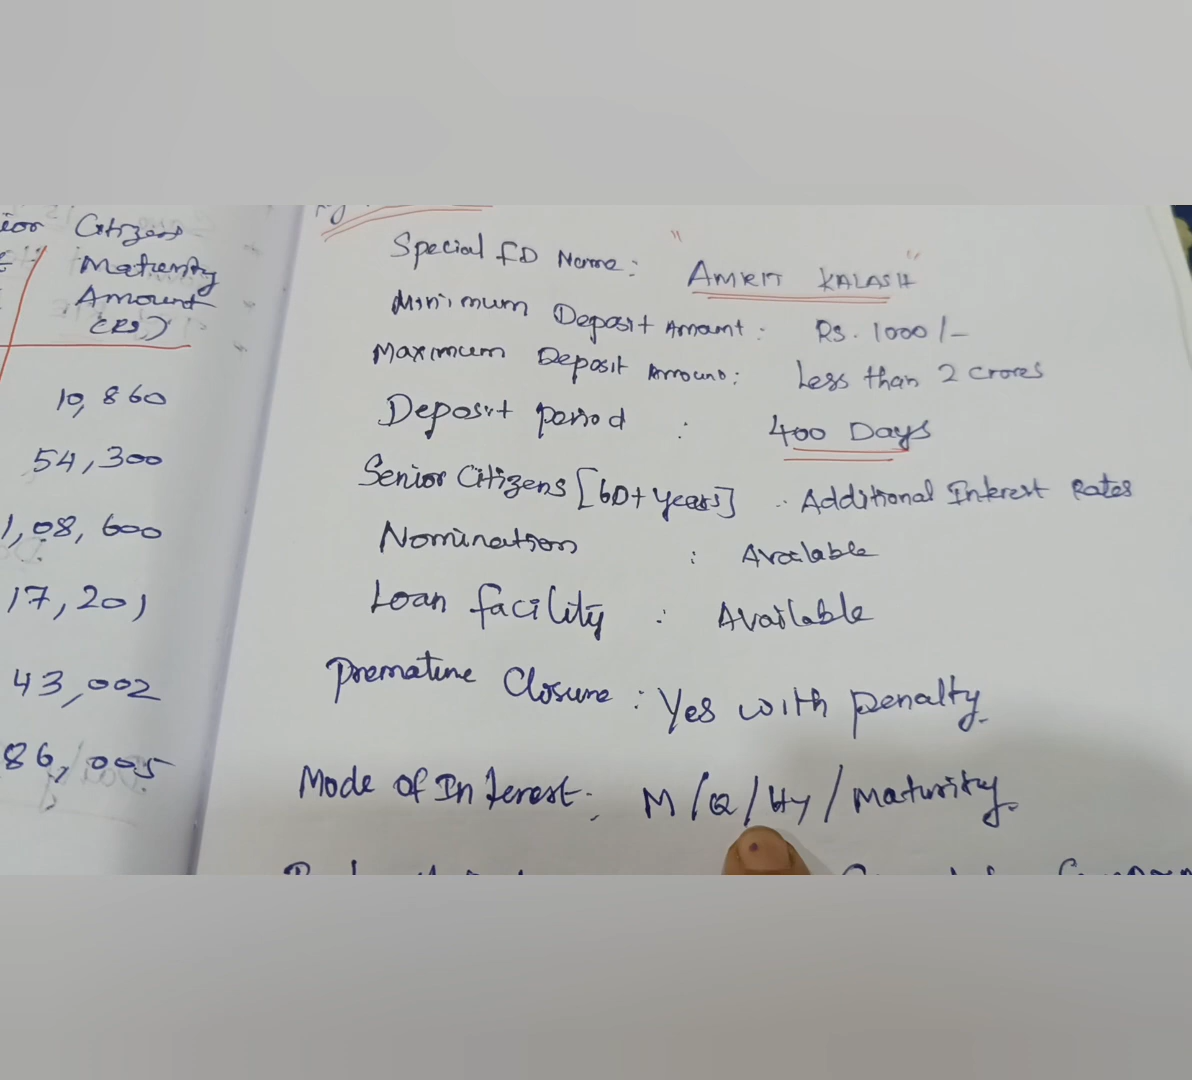 Citizens
Maturity
Amount
(Rs.)
10,860
54,300
1,08,600
17,201
43,002
86,005
Special FD Name: "AMRIT KALASH"
Minimum Deposit Amount: Rs. 1000/-
Maximum Deposit Amount: Less than 2 crores
Deposit period : 400 Days
Senior Citizens [60+ years] : Additional Interest Rates
Nomination : Available
Loan facility : Available
Premature Closure : Yes with penalty.
Mode of Interest: M/Q/Hy/Maturity.